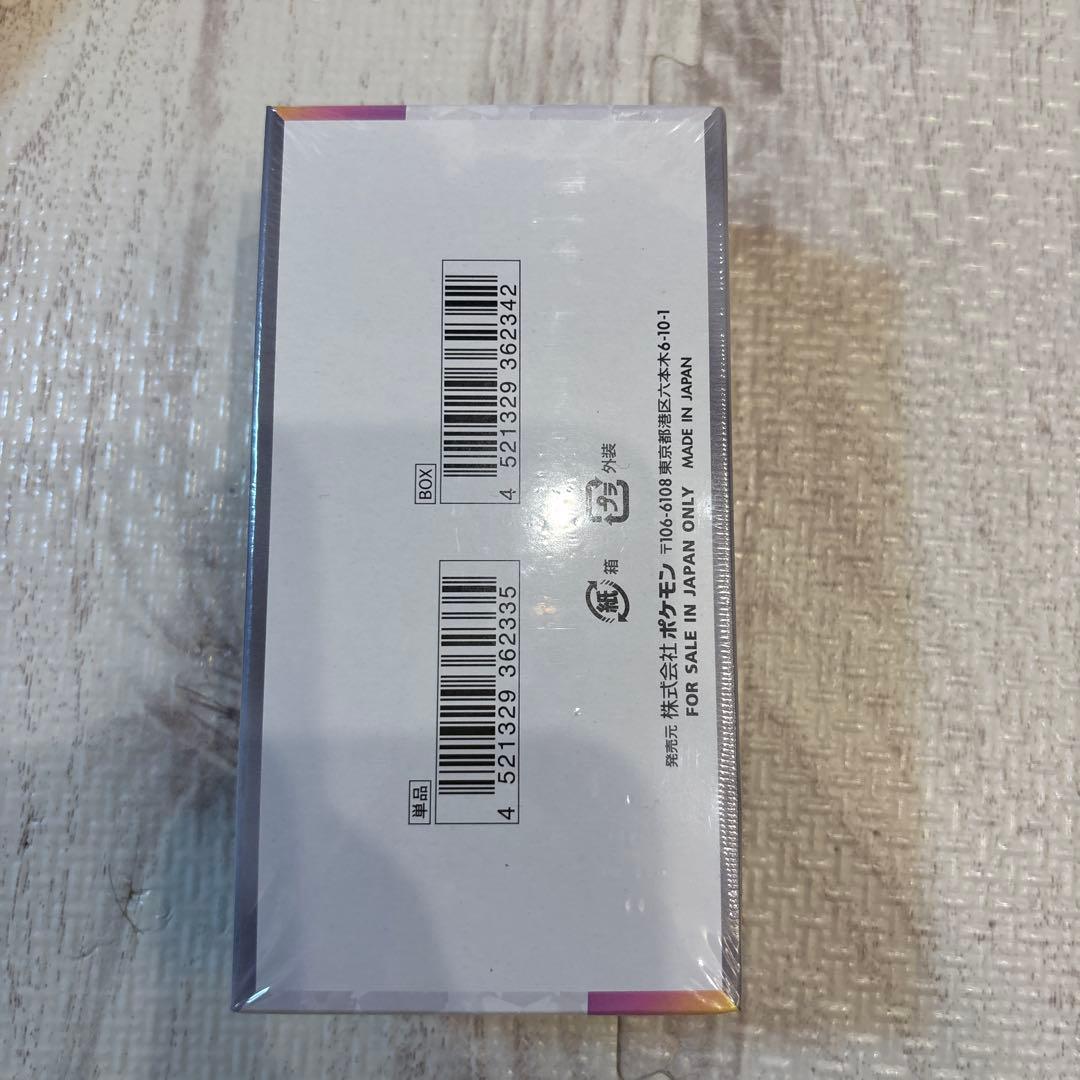 単品
4 521329 362335
BOX
4 521329 362342
紙 箱
プラ 外装
発売元 株式会社ポケモン 〒106-6108 東京都港区六本木6-10-1
FOR SALE IN JAPAN ONLY MADE IN JAPAN